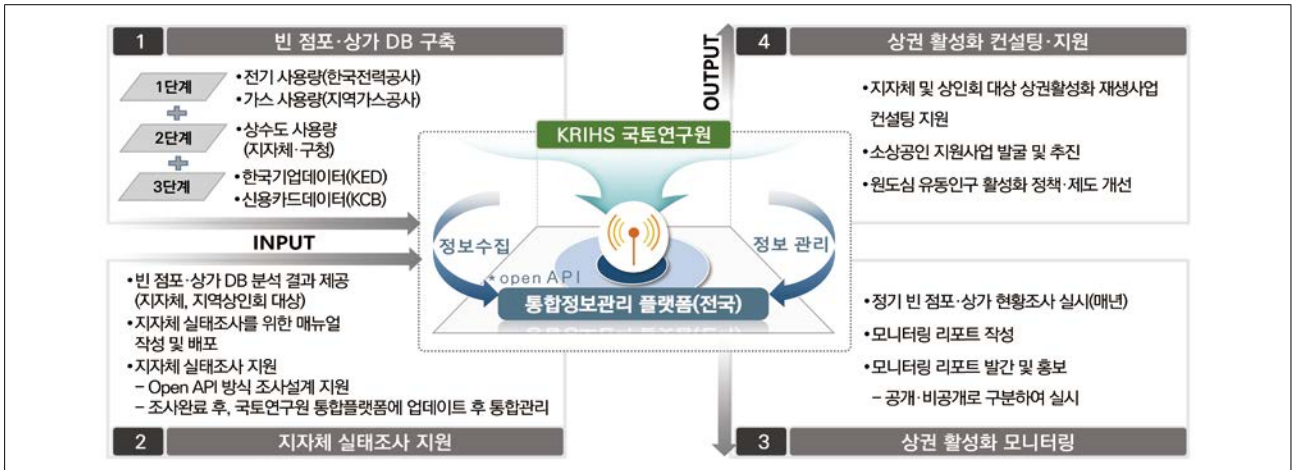 1 빈 점포·상가 DB 구축
1단계
•전기 사용량(한국전력공사)
•가스 사용량(지역가스공사)
2단계
•상수도 사용량
(지자체·구청)
3단계
•한국기업데이터(KED)
•신용카드데이터(KCB)
INPUT
•빈 점포·상가 DB 분석 결과 제공
(지자체, 지역상인회 대상)
•지자체 실태조사를 위한 매뉴얼
작성 및 배포
•지자체 실태조사 지원
– Open API 방식 조사설계 지원
– 조사완료 후, 국토연구원 통합플랫폼에 업데이트 후 통합관리
2 지자체 실태조사 지원
KRIHS 국토연구원
정보수집
정보 관리
*open API
통합정보관리 플랫폼(전국)
OUTPUT
4 상권 활성화 컨설팅·지원
•지자체 및 상인회 대상 상권활성화 재생사업
컨설팅 지원
•소상공인 지원사업 발굴 및 추진
•원도심 유동인구 활성화 정책·제도 개선
•정기 빈 점포·상가 현황조사 실시(매년)
•모니터링 리포트 작성
•모니터링 리포트 발간 및 홍보
– 공개·비공개로 구분하여 실시
3 상권 활성화 모니터링